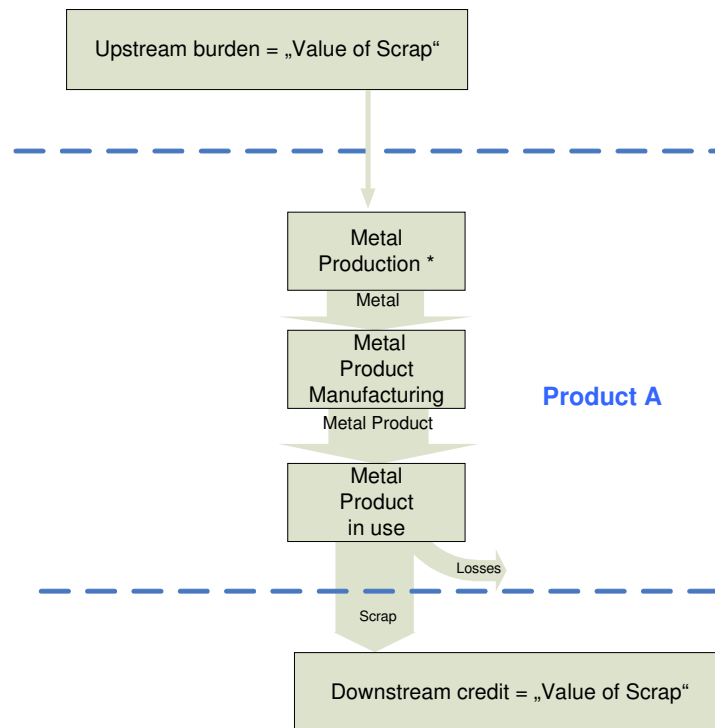 Upstream burden = „Value of Scrap“
Metal
Production *
Metal
Metal
Product
Manufacturing
Product A
Metal Product
Metal
Product
in use
Losses
Scrap
Downstream credit = „Value of Scrap“